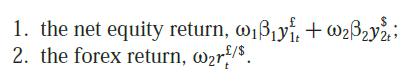 1. the net equity return, ω₁β₁y₁ₜ^£ + ω₂β₂y₂ₜ^$;
2. the forex return, ω₂rₜ^£/$.